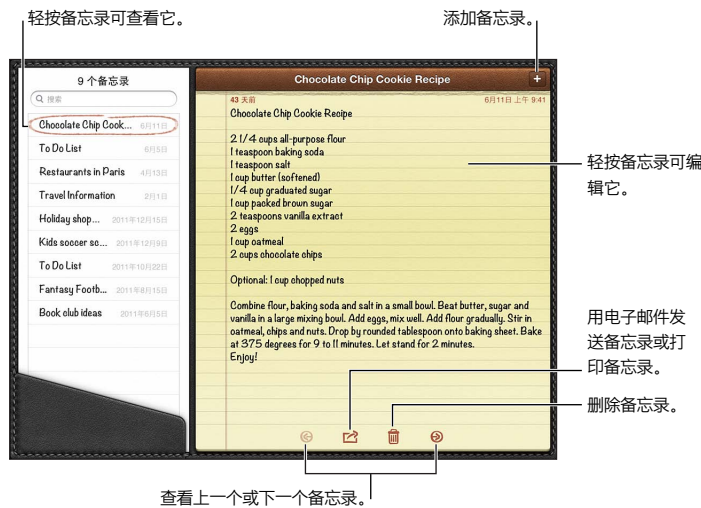 轻按备忘录可查看它。
添加备忘录。
9 个备忘录
搜索
Chocolate Chip Cook... 6月11日
To Do List 6月5日
Restaurants in Paris 4月13日
Travel Information 2月1日
Holiday shop... 2011年12月15日
Kids soccer sc... 2011年12月9日
To Do List 2011年10月22日
Fantasy Footb... 2011年8月15日
Book club ideas 2011年6月5日
Chocolate Chip Cookie Recipe
+
43 天前 6月11日 上午 9:41
Chocolate Chip Cookie Recipe
2 1/4 cups all-purpose flour
1 teaspoon baking soda
1 teaspoon salt
1 cup butter (softened)
1/4 cup graduated sugar
1 cup packed brown sugar
2 teaspoons vanilla extract
2 eggs
1 cup oatmeal
2 cups chocolate chips
Optional: 1 cup chopped nuts
Combine flour, baking soda and salt in a small bowl. Beat butter, sugar and
vanilla in a large mixing bowl. Add eggs, mix well. Add flour gradually. Stir in
oatmeal, chips and nuts. Drop by rounded tablespoon onto baking sheet. Bake
at 375 degrees for 9 to 11 minutes. Let stand for 2 minutes.
Enjoy!
轻按备忘录可编
辑它。
用电子邮件发
送备忘录或打
印备忘录。
删除备忘录。
查看上一个或下一个备忘录。